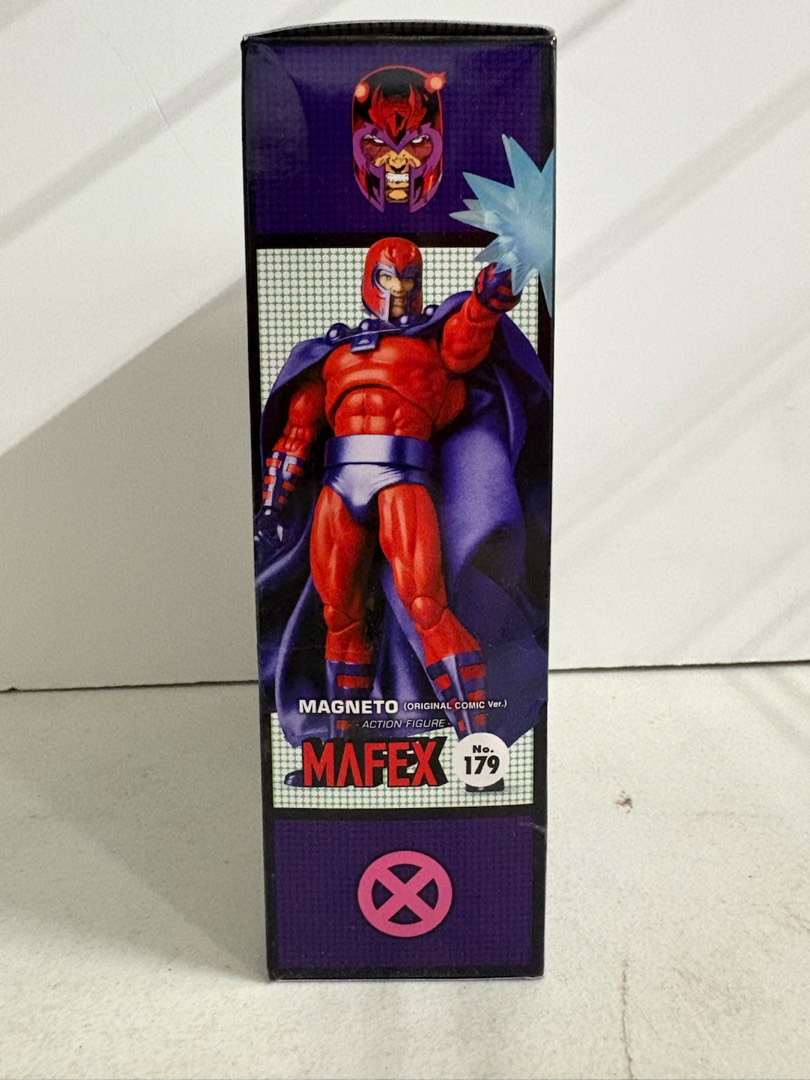 MAGNETO (ORIGINAL COMIC Ver.)
- ACTION FIGURE -
MAFEX No. 179